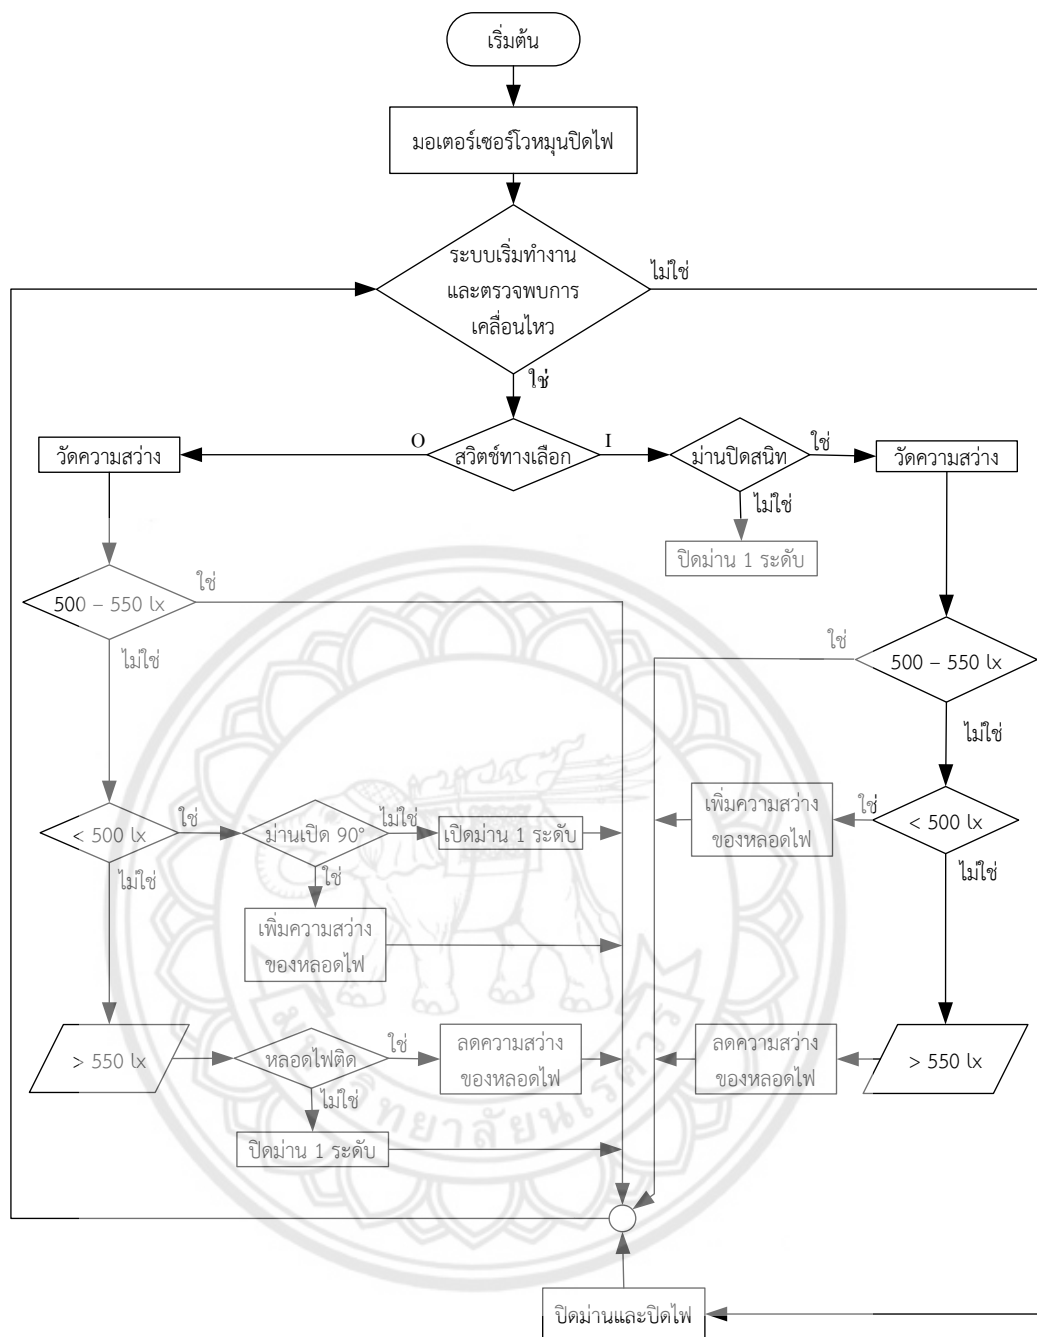 เริ่มต้น
มอเตอร์เซอร์โวหมุนปิดไฟ
ระบบเริ่มทำงาน
และตรวจพบการ
เคลื่อนไหว
ไม่ใช่
ใช่
สวิตช์ทางเลือก
O
I
วัดความสว่าง
ม่านปิดสนิท
ใช่
วัดความสว่าง
ไม่ใช่
ปิดม่าน 1 ระดับ
500 – 550 lx
ใช่
ไม่ใช่
500 – 550 lx
ใช่
ไม่ใช่
< 500 lx
ใช่
ม่านเปิด 90°
ไม่ใช่
เปิดม่าน 1 ระดับ
เพิ่มความสว่าง
ของหลอดไฟ
ใช่
< 500 lx
ไม่ใช่
ใช่
ไม่ใช่
เพิ่มความสว่าง
ของหลอดไฟ
> 550 lx
หลอดไฟติด
ใช่
ลดความสว่าง
ของหลอดไฟ
ลดความสว่าง
ของหลอดไฟ
> 550 lx
ไม่ใช่
ปิดม่าน 1 ระดับ
ปิดม่านและปิดไฟ